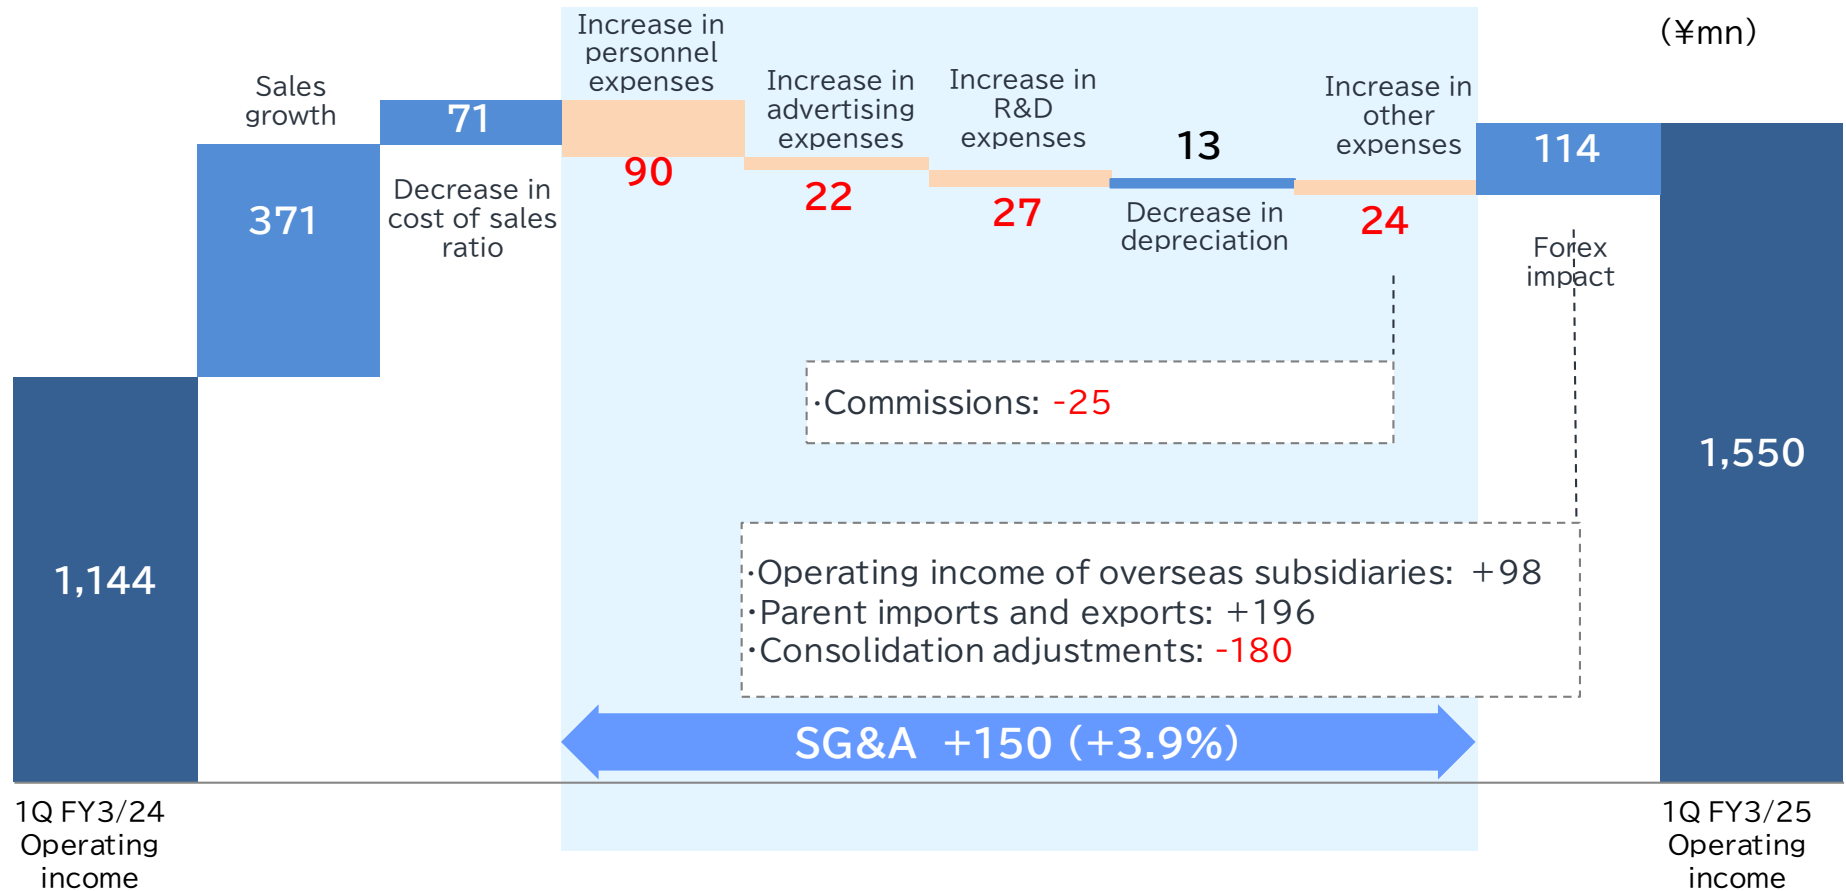 (¥mn)
Sales
growth
371
71
Decrease in
cost of sales
ratio
Increase in
personnel
expenses
90
Increase in
advertising
expenses
22
Increase in
R&D
expenses
27
13
Decrease in
depreciation
Increase in
other
expenses
24
114
Forex
impact
・Commissions: -25
・Operating income of overseas subsidiaries: +98
・Parent imports and exports: +196
・Consolidation adjustments: -180
SG&A +150 (+3.9%)
1,144
1,550
1Q FY3/24
Operating
income
1Q FY3/25
Operating
income